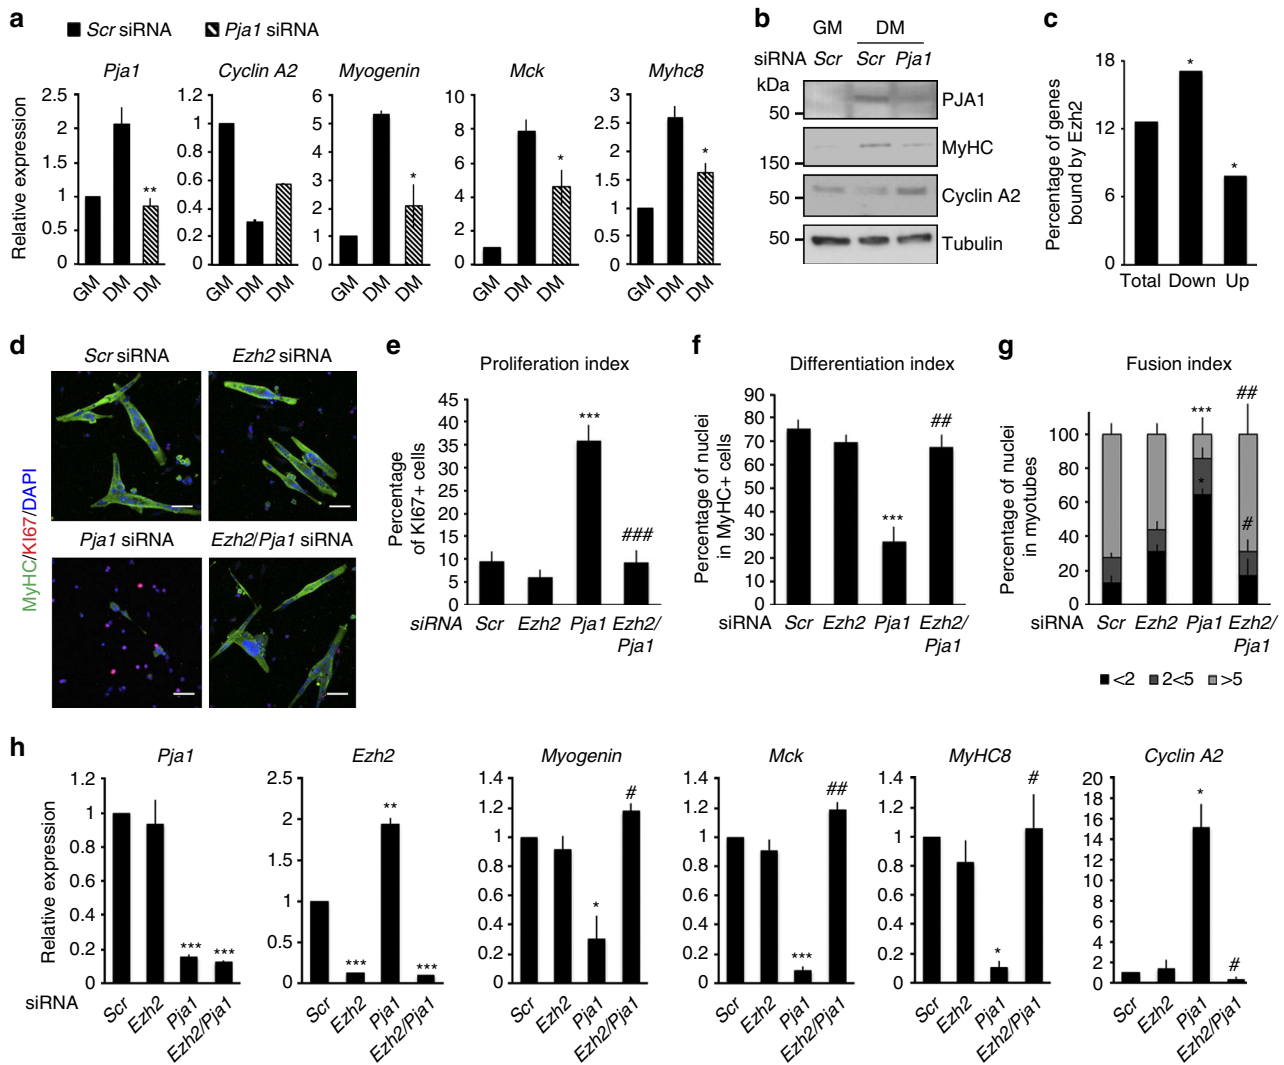 a
Scr siRNA Pja1 siRNA
Pja1 Cyclin A2 Myogenin Mck Myhc8
Relative expression
2.5 2 1.5 1 0.5 0
1.2 1 0.8 0.6 0.4 0.2 0
6 5 4 3 2 1 0
10 8 6 4 2 0
3 2.5 2 1.5 1 0.5 0
** * * *
GM DM DM GM DM DM GM DM DM GM DM DM GM DM DM
b
GM DM
siRNA Scr Scr Pja1
kDa
50 PJA1
150 MyHC
50 Cyclin A2
50 Tubulin
c
Percentage of genes
bound by Ezh2
18 12 6 0
* *
Total Down Up
d
Scr siRNA Ezh2 siRNA
Pja1 siRNA Ezh2/Pja1 siRNA
MyHC/KI67/DAPI
e
Proliferation index
Percentage
of KI67+ cells
45 40 35 30 25 20 15 10 5 0
*** ###
siRNA Scr Ezh2 Pja1 Ezh2/
Pja1
f
Differentiation index
Percentage of nuclei
in MyHC+ cells
90 80 70 60 50 40 30 20 10 0
*** ##
siRNA Scr Ezh2 Pja1 Ezh2/
Pja1
g
Fusion index
Percentage of nuclei
in myotubes
100 80 60 40 20 0
*** ##
* #
siRNA Scr Ezh2 Pja1 Ezh2/
Pja1
<2 2<5 >5
h
Pja1 Ezh2 Myogenin Mck MyHC8 Cyclin A2
Relative expression
1.2 1 0.8 0.6 0.4 0.2 0
*** ***
2.5 2 1.5 1 0.5 0
*** ** ***
1.4 1.2 1 0.8 0.6 0.4 0.2 0
* #
1.4 1.2 1 0.8 0.6 0.4 0.2 0
*** ##
1.4 1.2 1 0.8 0.6 0.4 0.2 0
* #
20 18 16 14 12 10 8 6 4 2 0
* #
siRNA
Scr Ezh2 Pja1 Ezh2/Pja1
Scr Ezh2 Pja1 Ezh2/Pja1
Scr Ezh2 Pja1 Ezh2/Pja1
Scr Ezh2 Pja1 Ezh2/Pja1
Scr Ezh2 Pja1 Ezh2/Pja1
Scr Ezh2 Pja1 Ezh2/Pja1